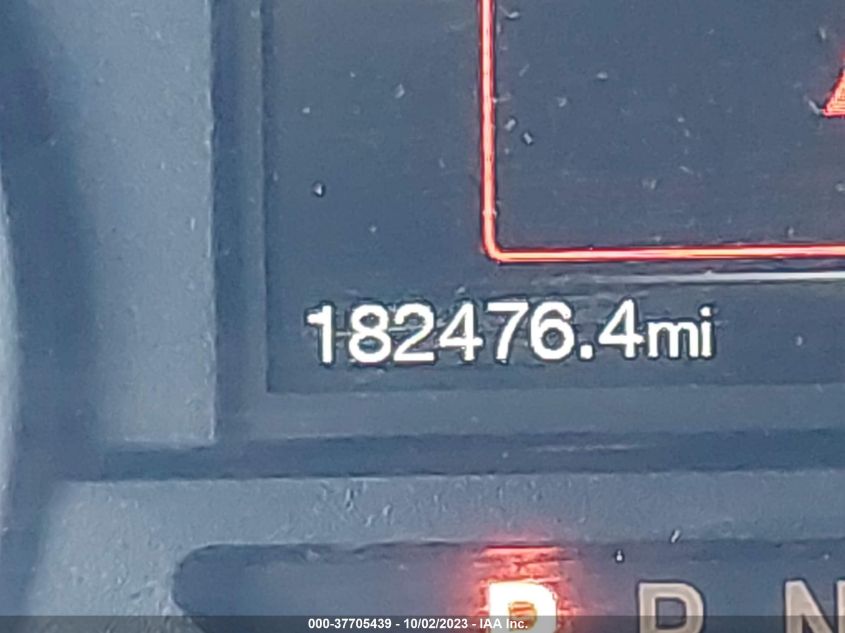 182476.4mi
P R N
000-37705439 - 10/02/2023 - IAA Inc.